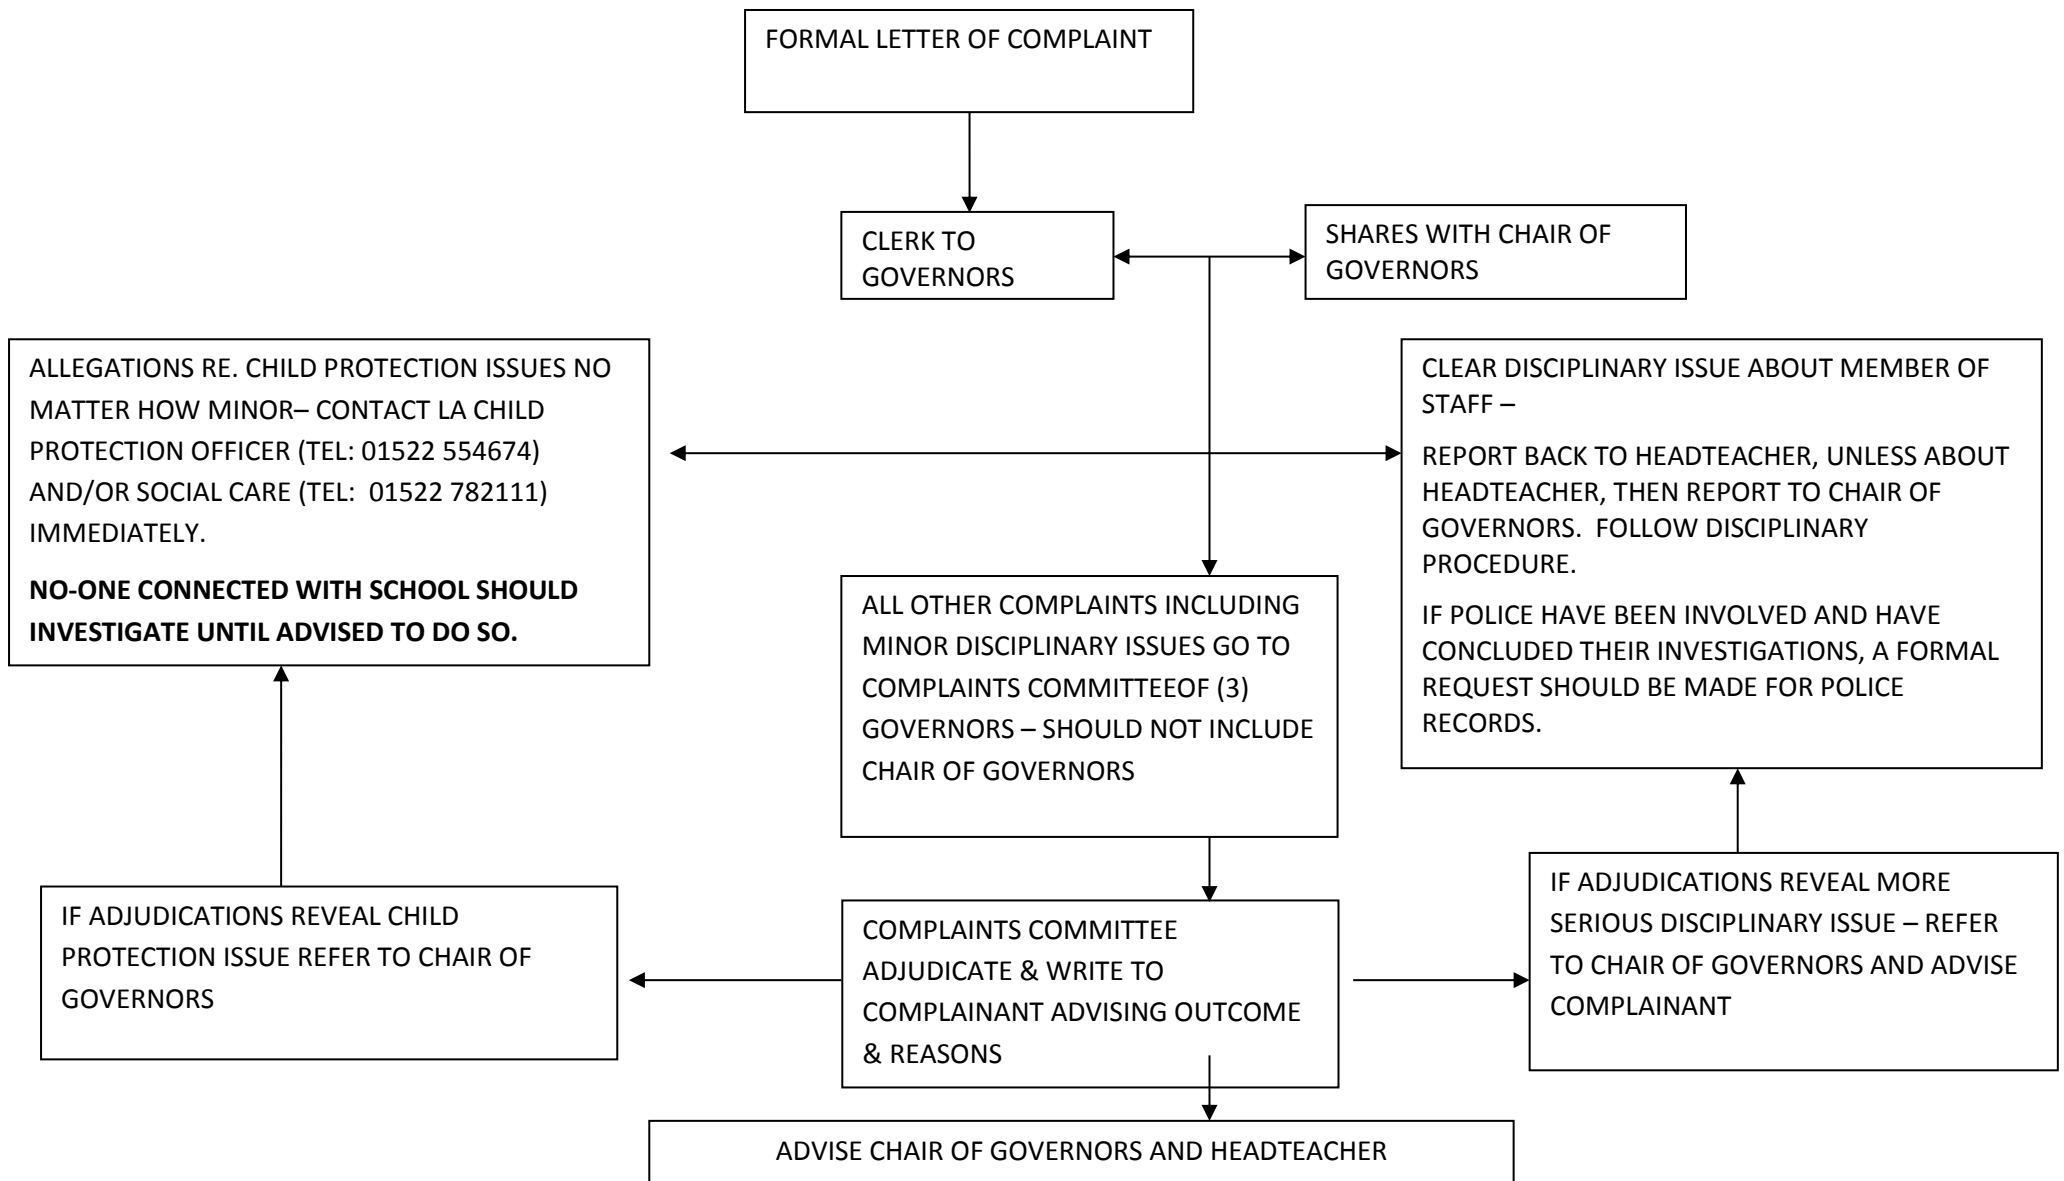 FORMAL LETTER OF COMPLAINT
CLERK TO
GOVERNORS
SHARES WITH CHAIR OF
GOVERNORS
ALLEGATIONS RE. CHILD PROTECTION ISSUES NO
MATTER HOW MINOR– CONTACT LA CHILD
PROTECTION OFFICER (TEL: 01522 554674)
AND/OR SOCIAL CARE (TEL:  01522 782111)
IMMEDIATELY.
NO-ONE CONNECTED WITH SCHOOL SHOULD
INVESTIGATE UNTIL ADVISED TO DO SO.
CLEAR DISCIPLINARY ISSUE ABOUT MEMBER OF
STAFF –
REPORT BACK TO HEADTEACHER, UNLESS ABOUT
HEADTEACHER, THEN REPORT TO CHAIR OF
GOVERNORS.  FOLLOW DISCIPLINARY
PROCEDURE.
IF POLICE HAVE BEEN INVOLVED AND HAVE
CONCLUDED THEIR INVESTIGATIONS, A FORMAL
REQUEST SHOULD BE MADE FOR POLICE
RECORDS.
ALL OTHER COMPLAINTS INCLUDING
MINOR DISCIPLINARY ISSUES GO TO
COMPLAINTS COMMITTEEOF (3)
GOVERNORS – SHOULD NOT INCLUDE
CHAIR OF GOVERNORS
IF ADJUDICATIONS REVEAL CHILD
PROTECTION ISSUE REFER TO CHAIR OF
GOVERNORS
COMPLAINTS COMMITTEE
ADJUDICATE & WRITE TO
COMPLAINANT ADVISING OUTCOME
& REASONS
IF ADJUDICATIONS REVEAL MORE
SERIOUS DISCIPLINARY ISSUE – REFER
TO CHAIR OF GOVERNORS AND ADVISE
COMPLAINANT
ADVISE CHAIR OF GOVERNORS AND HEADTEACHER